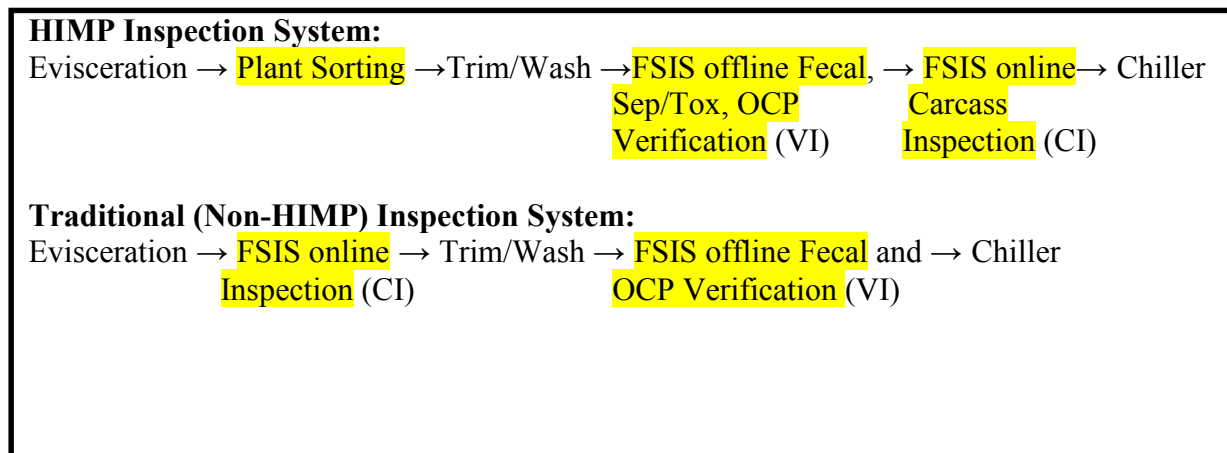 HIMP Inspection System:
Evisceration → Plant Sorting →Trim/Wash →FSIS offline Fecal, → FSIS online→ Chiller
Sep/Tox, OCP Carcass
Verification (VI) Inspection (CI)
Traditional (Non-HIMP) Inspection System:
Evisceration → FSIS online → Trim/Wash → FSIS offline Fecal and → Chiller
Inspection (CI) OCP Verification (VI)